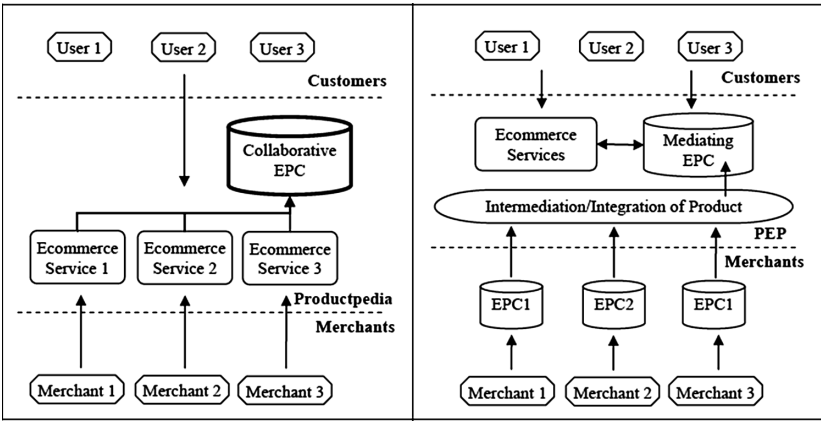 User 1
User 2
User 3
Customers
Collaborative
EPC
Ecommerce
Service 1
Ecommerce
Service 2
Ecommerce
Service 3
Productpedia
Merchants
Merchant 1
Merchant 2
Merchant 3
User 1
User 2
User 3
Customers
Ecommerce
Services
Mediating
EPC
Intermediation/Integration of Product
PEP
Merchants
EPC1
EPC2
EPC1
Merchant 1
Merchant 2
Merchant 3